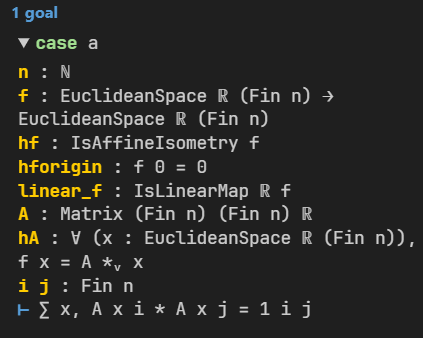 1 goal
▼ case a
n : ℕ
f : EuclideanSpace ℝ (Fin n) →
EuclideanSpace ℝ (Fin n)
hf : IsAffineIsometry f
hforigin : f 0 = 0
linear_f : IsLinearMap ℝ f
A : Matrix (Fin n) (Fin n) ℝ
hA : ∀ (x : EuclideanSpace ℝ (Fin n)),
f x = A *ᵥ x
i j : Fin n
⊢ ∑ x, A x i * A x j = 1 i j